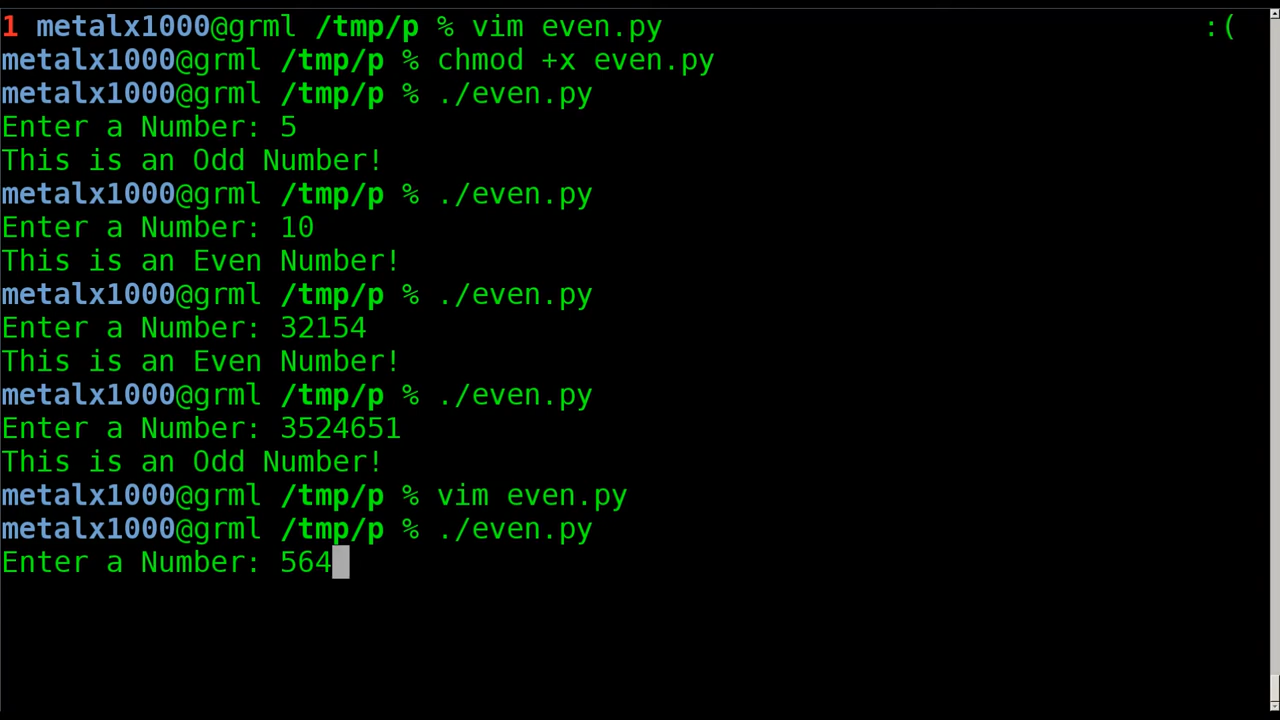 1 metalx1000@grml /tmp/p % vim even.py :(
metalx1000@grml /tmp/p % chmod +x even.py
metalx1000@grml /tmp/p % ./even.py
Enter a Number: 5
This is an Odd Number!
metalx1000@grml /tmp/p % ./even.py
Enter a Number: 10
This is an Even Number!
metalx1000@grml /tmp/p % ./even.py
Enter a Number: 32154
This is an Even Number!
metalx1000@grml /tmp/p % ./even.py
Enter a Number: 3524651
This is an Odd Number!
metalx1000@grml /tmp/p % vim even.py
metalx1000@grml /tmp/p % ./even.py
Enter a Number: 564